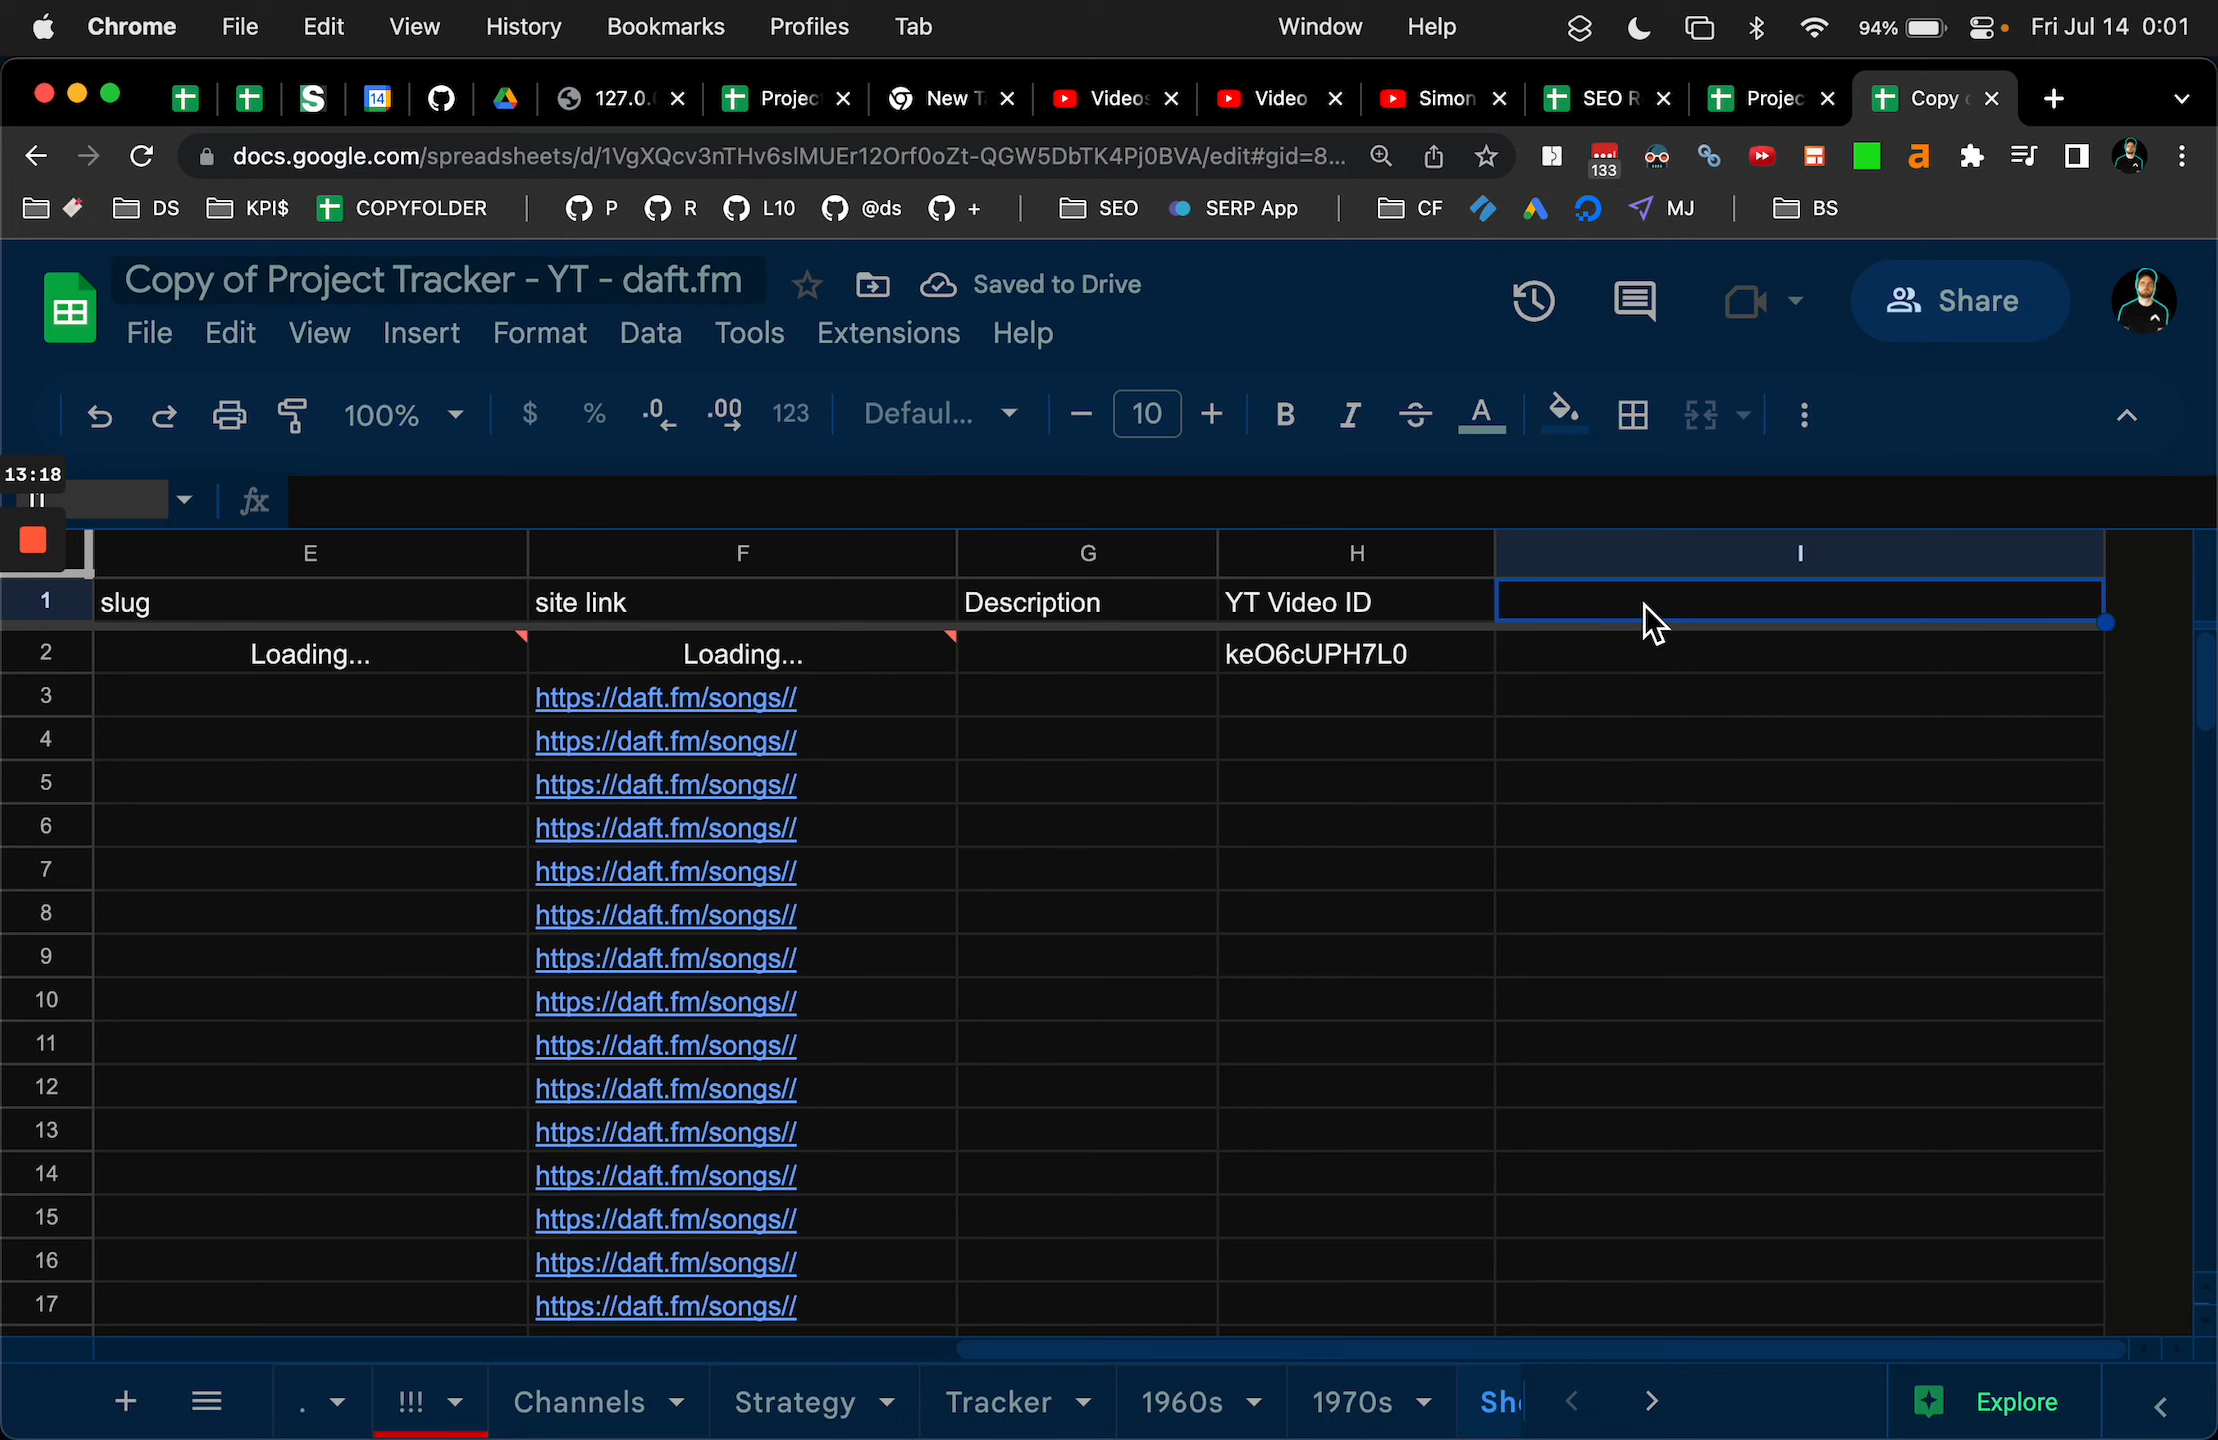 Chrome File Edit View History Bookmarks Profiles Tab Window Help 94% Fri Jul 14 0:01
14 127.0. Projec New T Videos Video Simon SEO R Projec Copy
docs.google.com/spreadsheets/d/1VgXQcv3nTHv6slMUEr12Orf0oZt-QGW5DbTK4Pj0BVA/edit#gid=8... 133
DS KPI$ COPYFOLDER P R L10 @ds + SEO SERP App CF MJ BS
Copy of Project Tracker - YT - daft.fm Saved to Drive Share
File Edit View Insert Format Data Tools Extensions Help
100% $ % .0 .00 123 Defaul... 10 B I A
13:18
fx
E F G H I
1 slug site link Description YT Video ID
2 Loading... Loading... keO6cUPH7L0
3 https://daft.fm/songs//
4 https://daft.fm/songs//
5 https://daft.fm/songs//
6 https://daft.fm/songs//
7 https://daft.fm/songs//
8 https://daft.fm/songs//
9 https://daft.fm/songs//
10 https://daft.fm/songs//
11 https://daft.fm/songs//
12 https://daft.fm/songs//
13 https://daft.fm/songs//
14 https://daft.fm/songs//
15 https://daft.fm/songs//
16 https://daft.fm/songs//
17 https://daft.fm/songs//
. !!! Channels Strategy Tracker 1960s 1970s Explore